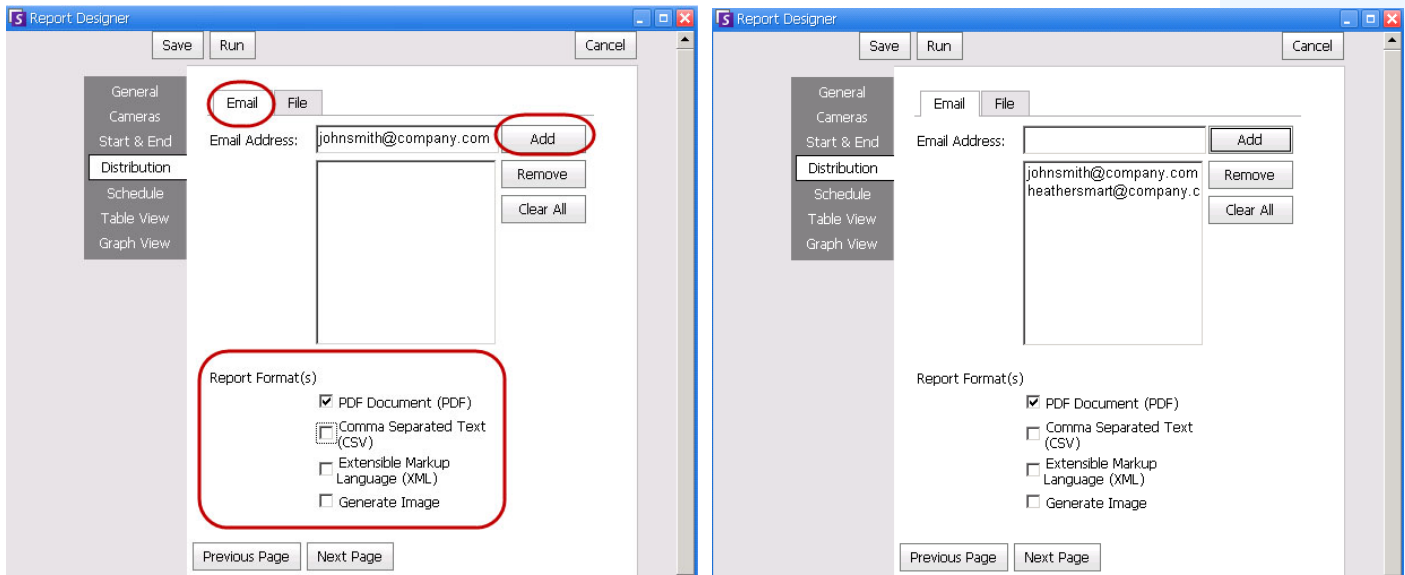 Report Designer
Save Run Cancel
General
Cameras
Start & End
Distribution
Schedule
Table View
Graph View
Email File
Email Address: johnsmith@company.com Add
Remove
Clear All
Report Format(s)
PDF Document (PDF)
Comma Separated Text
(CSV)
Extensible Markup
Language (XML)
Generate Image
Previous Page Next Page
Report Designer
Save Run Cancel
General
Cameras
Start & End
Distribution
Schedule
Table View
Graph View
Email File
Email Address: Add
johnsmith@company.com Remove
heathersmart@company.c
Clear All
Report Format(s)
PDF Document (PDF)
Comma Separated Text
(CSV)
Extensible Markup
Language (XML)
Generate Image
Previous Page Next Page